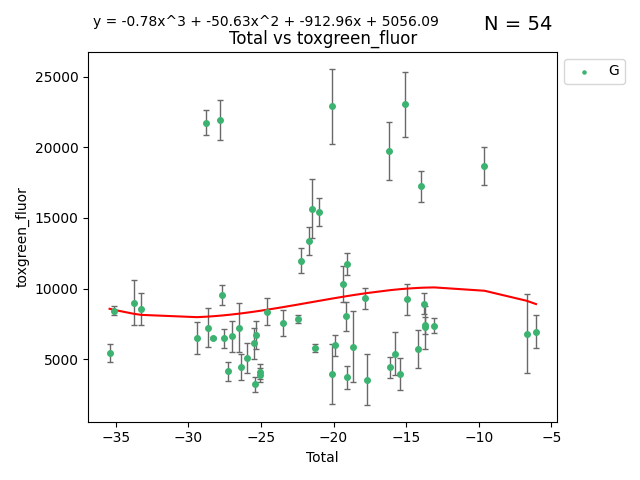 y = -0.78x^3 + -50.63x^2 + -912.96x + 5056.09
N = 54
Total vs toxgreen_fluor
G
toxgreen_fluor
25000
20000
15000
10000
5000
−35
−30
−25
−20
−15
−10
−5
Total